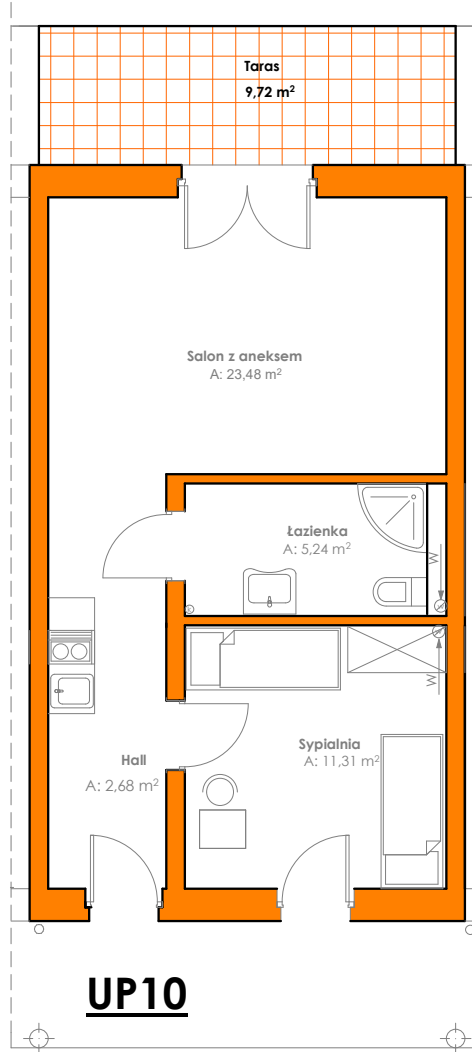 Taras
9,72 m²
Salon z aneksem
A: 23,48 m²
Łazienka
A: 5,24 m²
W
W
Sypialnia
A: 11,31 m²
Hall
A: 2,68 m²
UP10